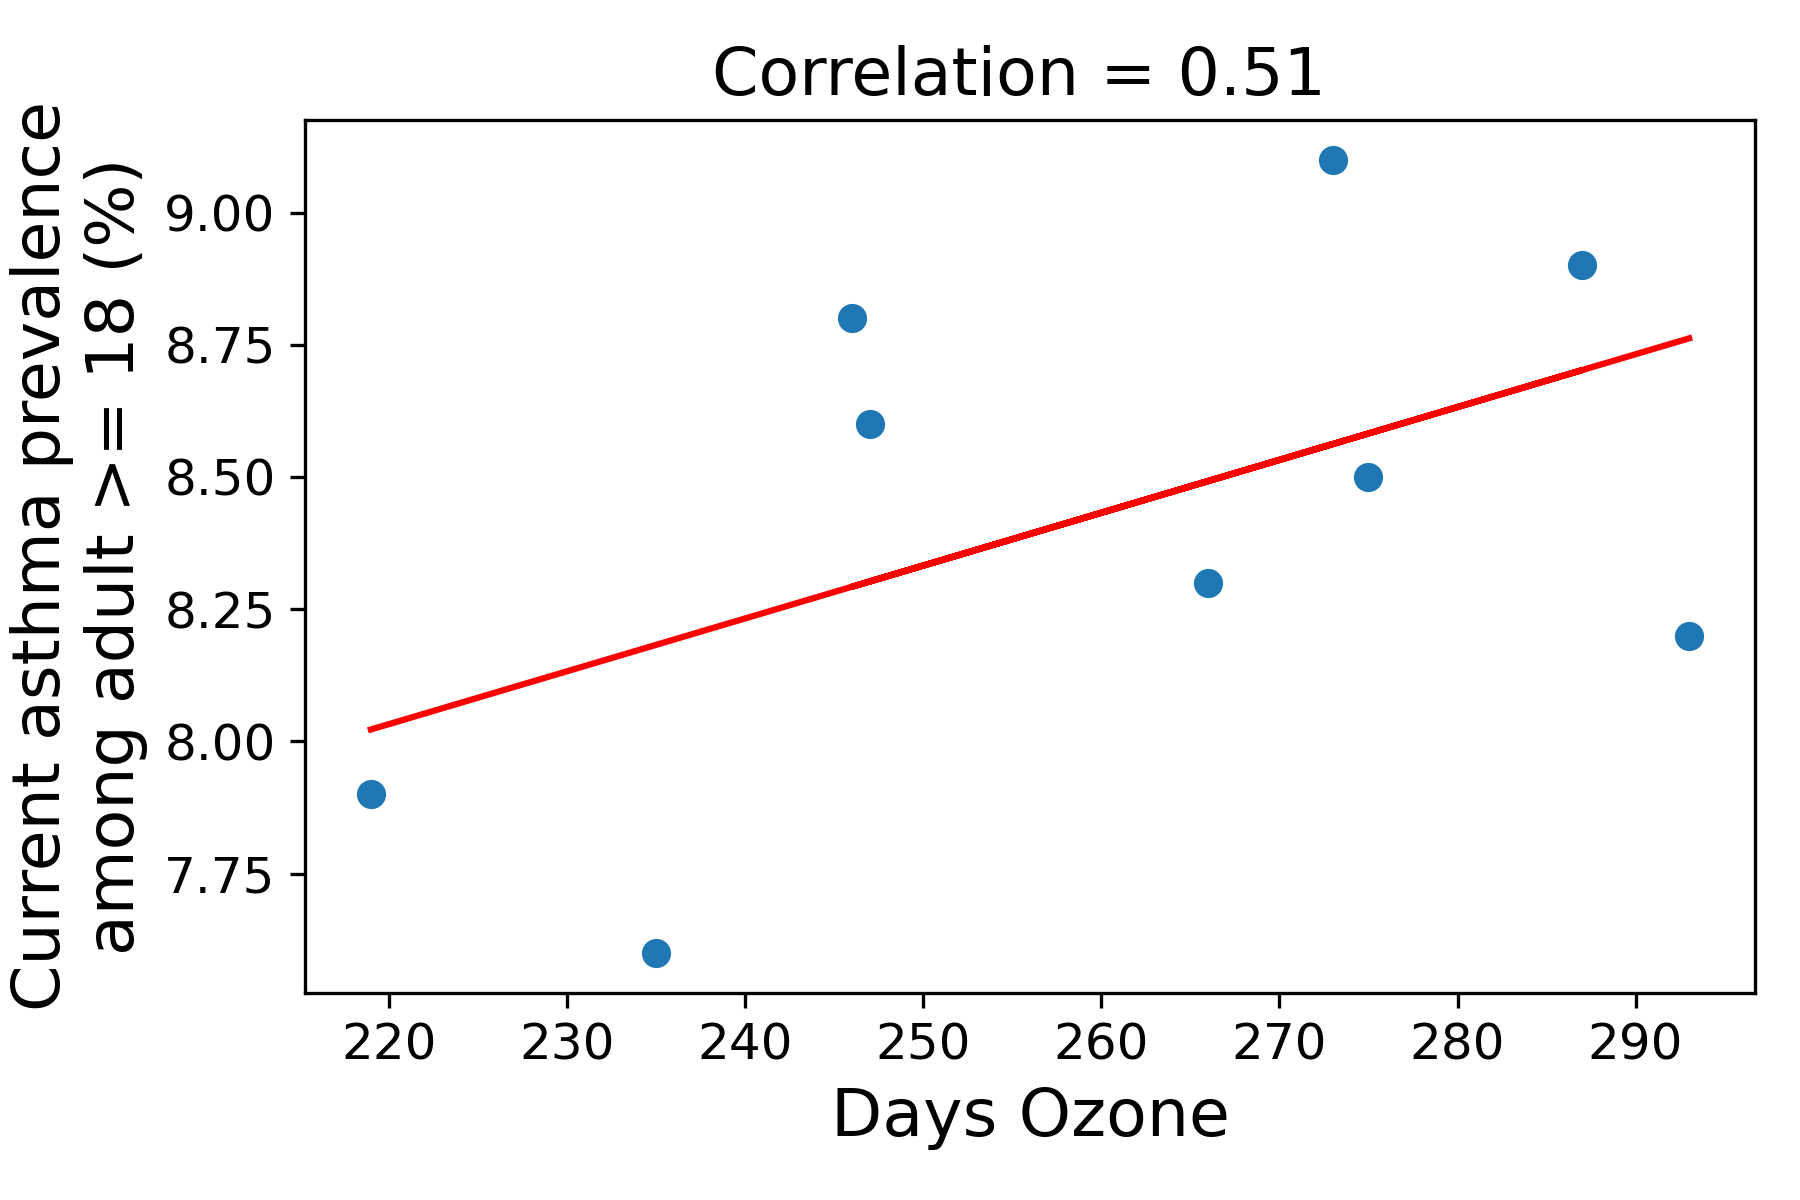 Correlation = 0.51
Current asthma prevalence
among adult >= 18 (%)
9.00
8.75
8.50
8.25
8.00
7.75
220 230 240 250 260 270 280 290
Days Ozone